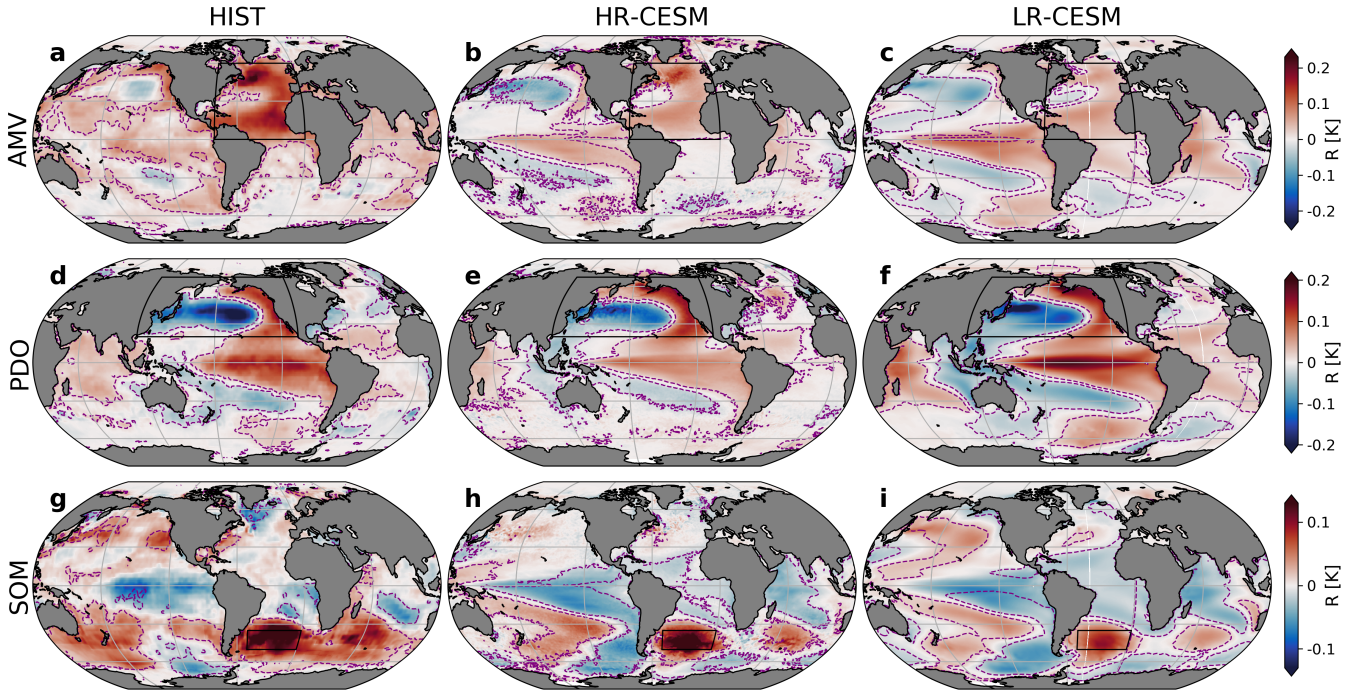 HIST HR-CESM LR-CESM
AMV
a b c
0.2
0.1
0
-0.1
-0.2
R [K]
PDO
d e f
0.2
0.1
0
-0.1
-0.2
R [K]
SOM
g h i
0.1
0
-0.1
R [K]